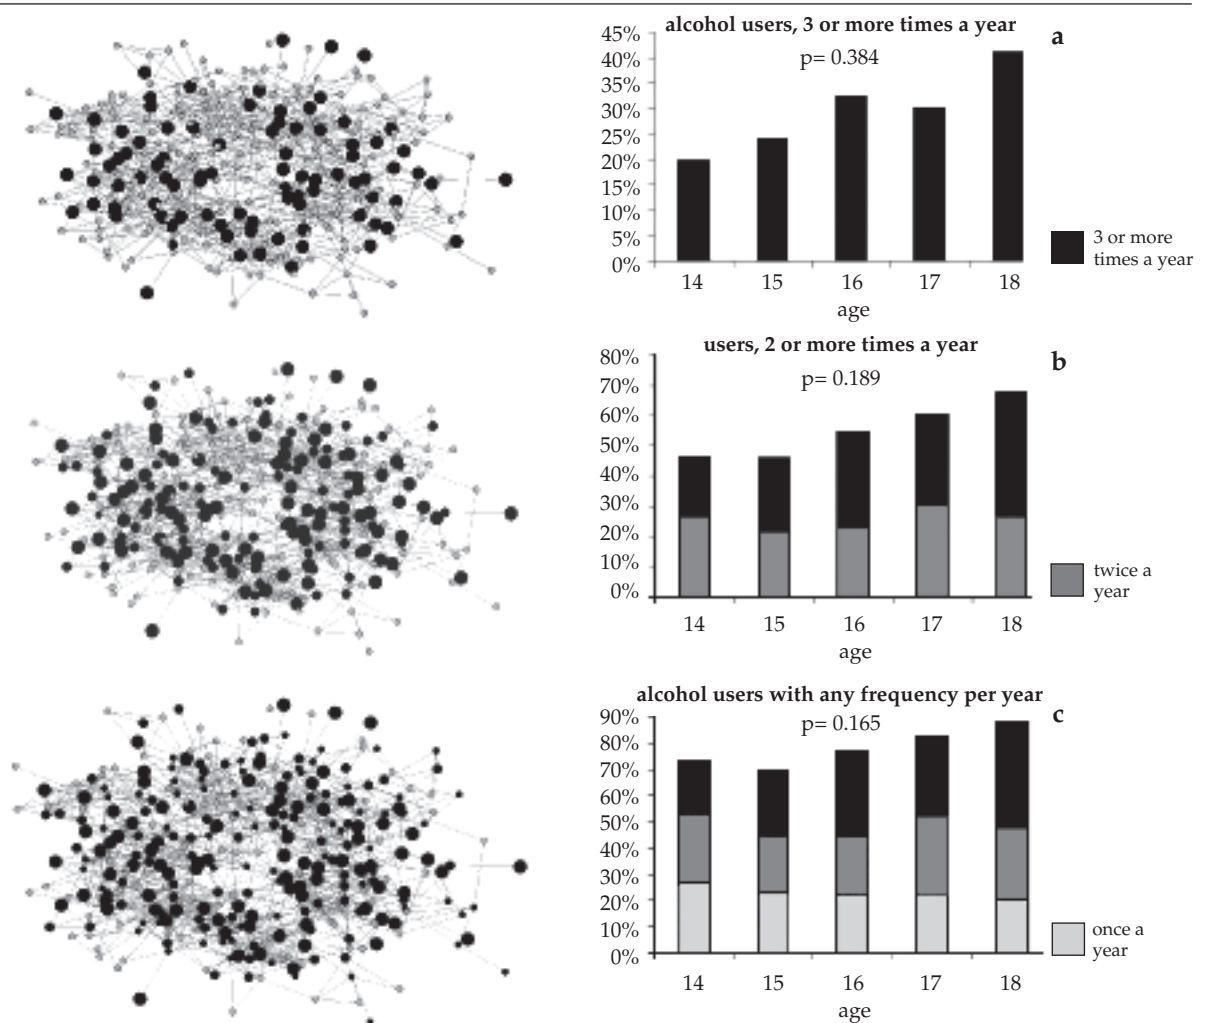 alcohol users, 3 or more times a year
a
p= 0.384
45%
40%
35%
30%
25%
20%
15%
10%
5%
0%
14 15 16 17 18
age
3 or more
times a year
users, 2 or more times a year
b
p= 0.189
80%
70%
60%
50%
40%
30%
20%
10%
0%
14 15 16 17 18
age
twice a
year
alcohol users with any frequency per year
c
p= 0.165
90%
80%
70%
60%
50%
40%
30%
20%
10%
0%
14 15 16 17 18
age
once a
year